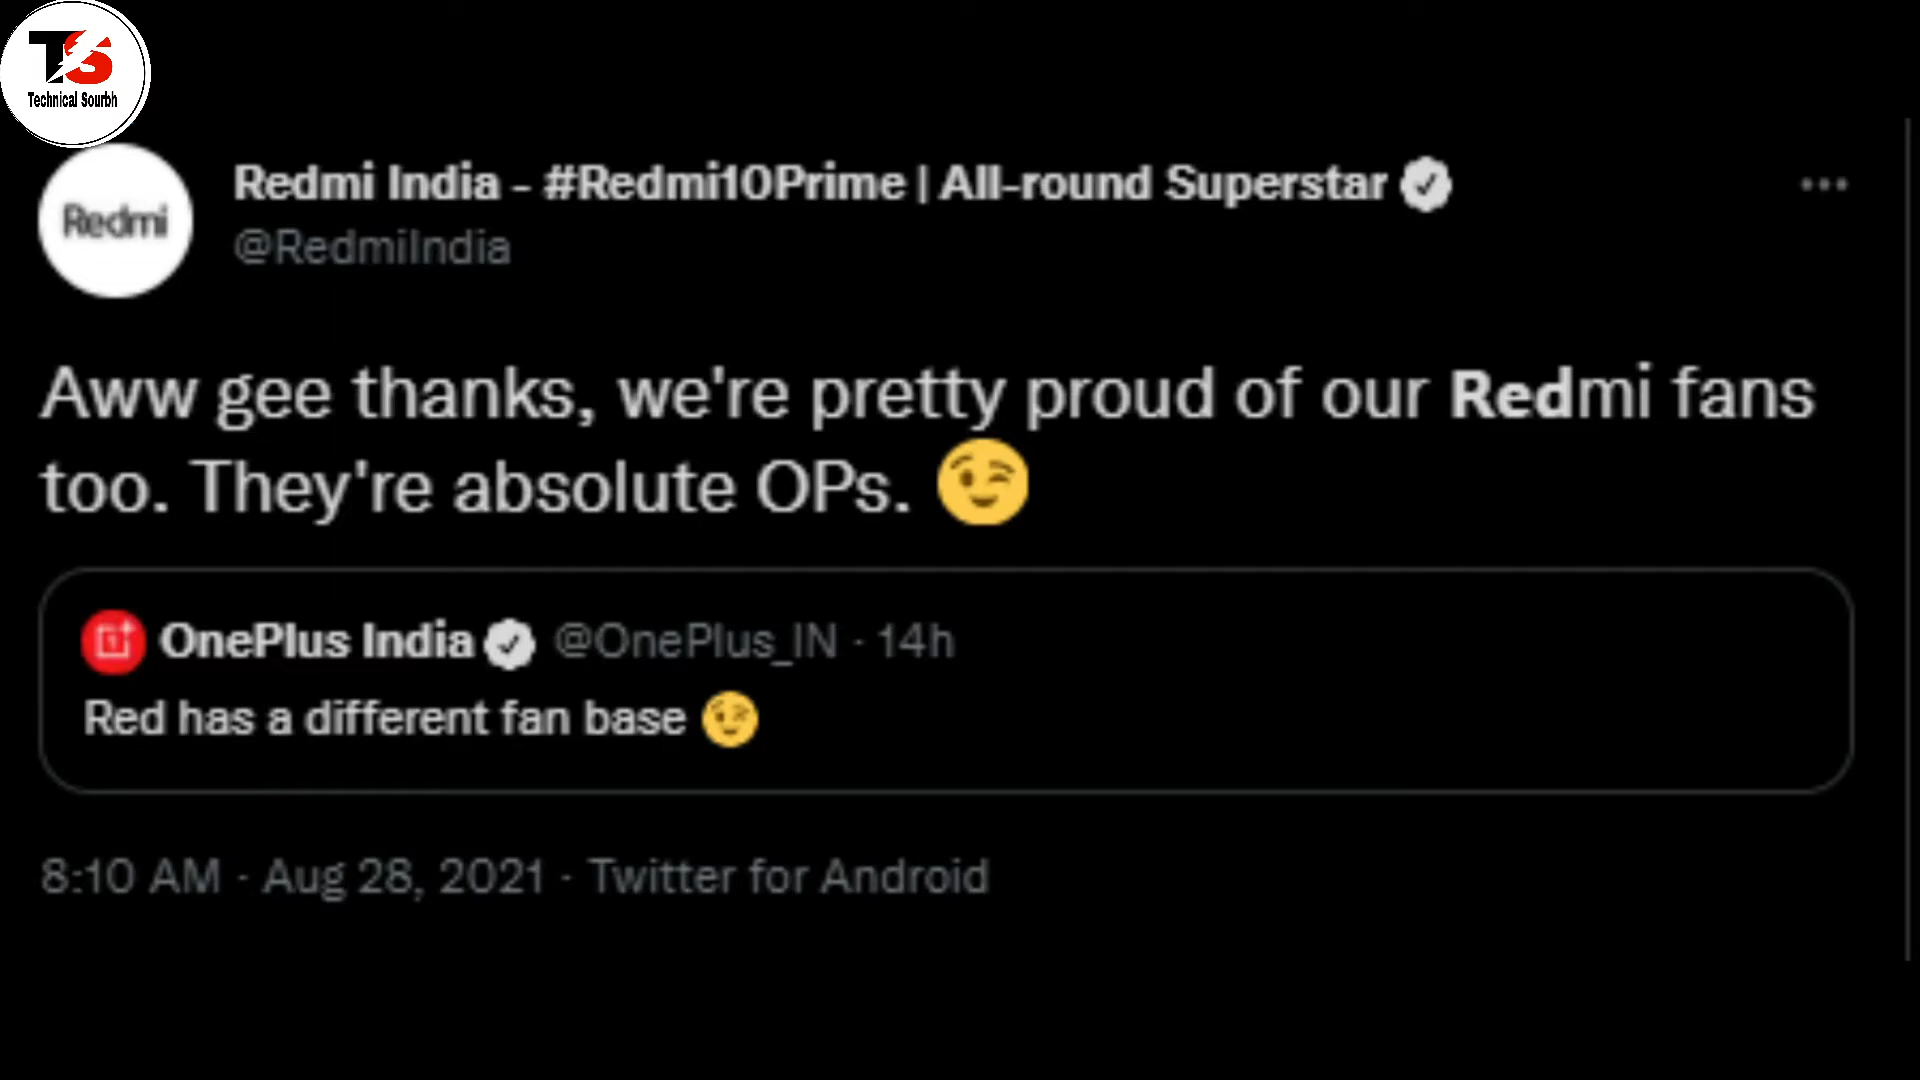 TS
Technical Sourbh
Redmi
Redmi India - #Redmi10Prime | All-round Superstar
@RedmiIndia
Aww gee thanks, we're pretty proud of our Redmi fans
too. They're absolute OPs. 😉
OnePlus India @OnePlus_IN · 14h
Red has a different fan base 😉
8:10 AM · Aug 28, 2021 · Twitter for Android